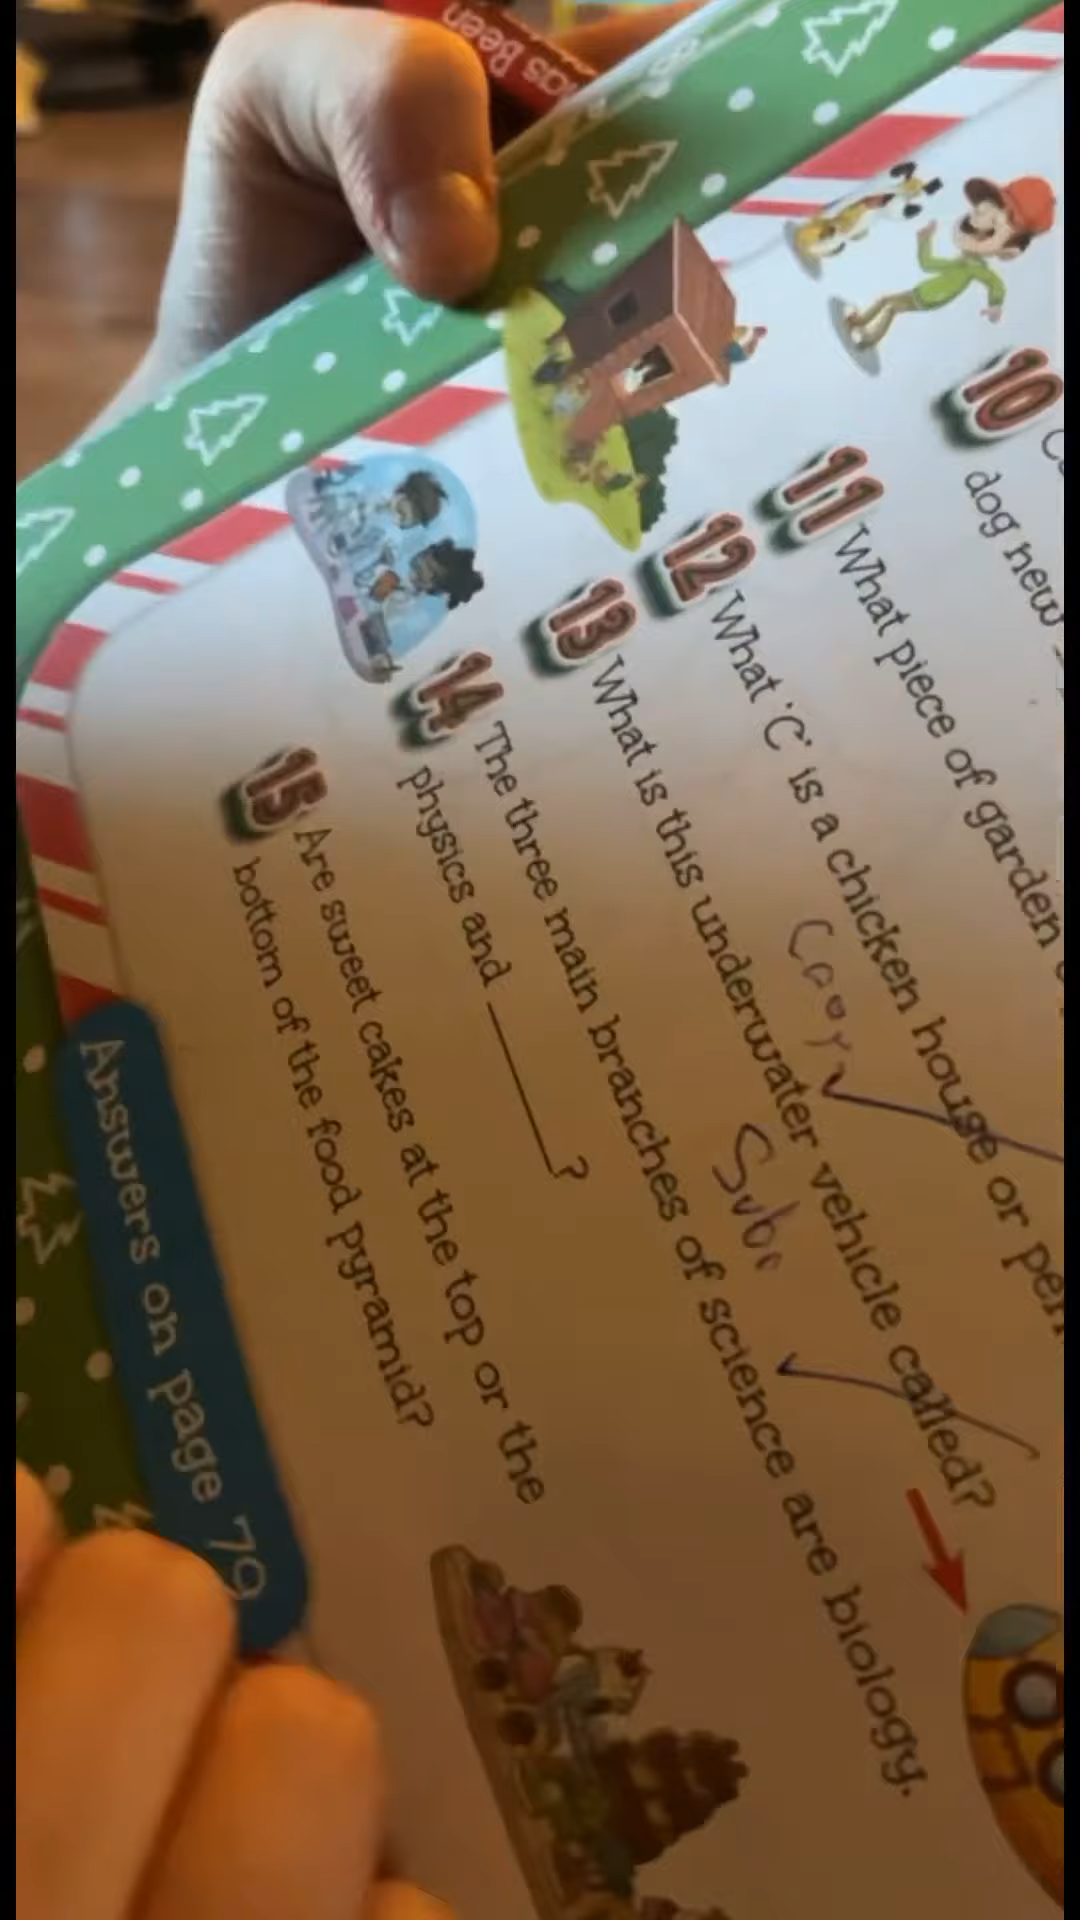 as Been
10
dog new
11 What piece of garden
12 What 'C' is a chicken house or pen
13 What is this underwater vehicle called?
Sub
14 The three main branches of science are biology,
physics and ______?
15 Are sweet cakes at the top or the
bottom of the food pyramid?
Answers on page 79